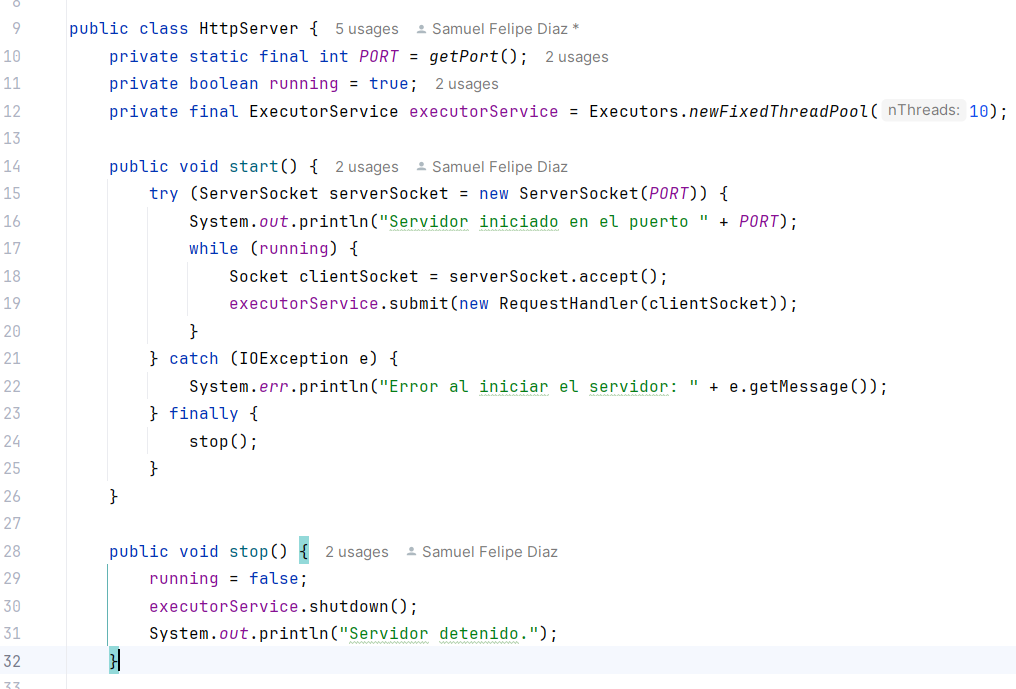 8
9 public class HttpServer { 5 usages Samuel Felipe Diaz *
10 private static final int PORT = getPort(); 2 usages
11 private boolean running = true; 2 usages
12 private final ExecutorService executorService = Executors.newFixedThreadPool( nThreads: 10);
13
14 public void start() { 2 usages Samuel Felipe Diaz
15 try (ServerSocket serverSocket = new ServerSocket(PORT)) {
16 System.out.println("Servidor iniciado en el puerto " + PORT);
17 while (running) {
18 Socket clientSocket = serverSocket.accept();
19 executorService.submit(new RequestHandler(clientSocket));
20 }
21 } catch (IOException e) {
22 System.err.println("Error al iniciar el servidor: " + e.getMessage());
23 } finally {
24 stop();
25 }
26 }
27
28 public void stop() { 2 usages Samuel Felipe Diaz
29 running = false;
30 executorService.shutdown();
31 System.out.println("Servidor detenido.");
32 }
33